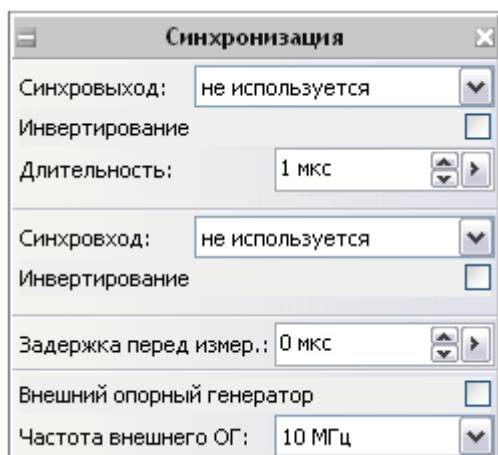 Синхронизация
Синхровыход: не используется
Инвертирование
Длительность: 1 мкс
Синхровход: не используется
Инвертирование
Задержка перед измер.: 0 мкс
Внешний опорный генератор
Частота внешнего ОГ: 10 МГц